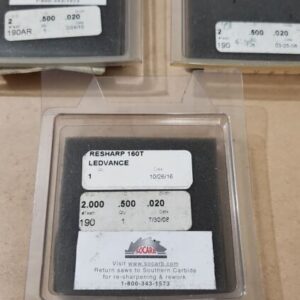 2 .500 .020
190AR 1
2 .500 .020
190
RESHARP 160T
LEDVANCE
1 10/26/16
2.000 .500 .020
190 1 7/30/08
SOCARB
Visit www.socarb.com
Return saws to Southern Carbide
for re-sharpening & rework
1-800-343-1573